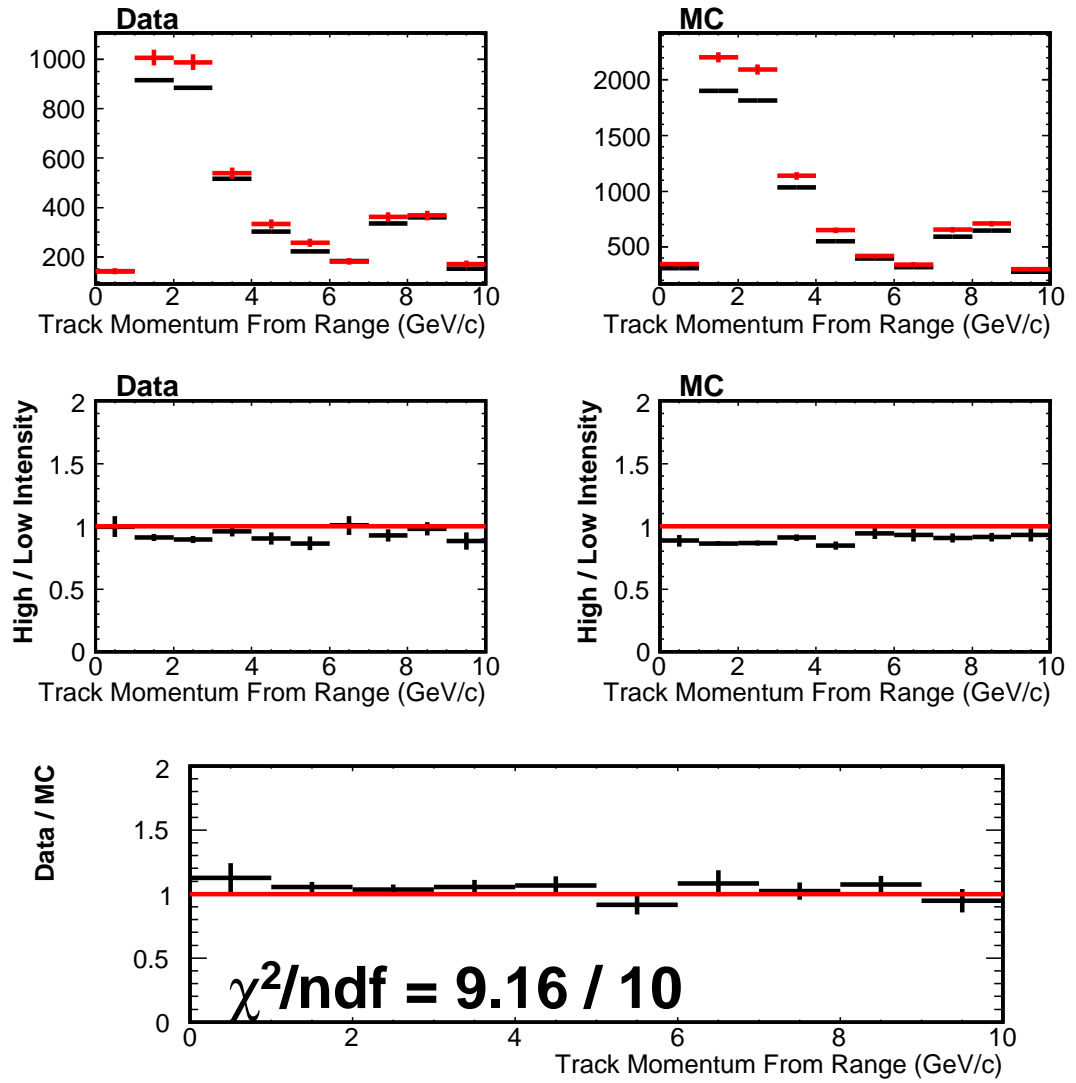 Data
1000
800
600
400
200
0 2 4 6 8 10
Track Momentum From Range (GeV/c)
MC
2000
1500
1000
500
0 2 4 6 8 10
Track Momentum From Range (GeV/c)
Data
High / Low Intensity
2
1.5
1
0.5
0
0 2 4 6 8 10
Track Momentum From Range (GeV/c)
MC
High / Low Intensity
2
1.5
1
0.5
0
0 2 4 6 8 10
Track Momentum From Range (GeV/c)
Data / MC
2
1.5
1
0.5
0
χ²/ndf = 9.16 / 10
0 2 4 6 8 10
Track Momentum From Range (GeV/c)